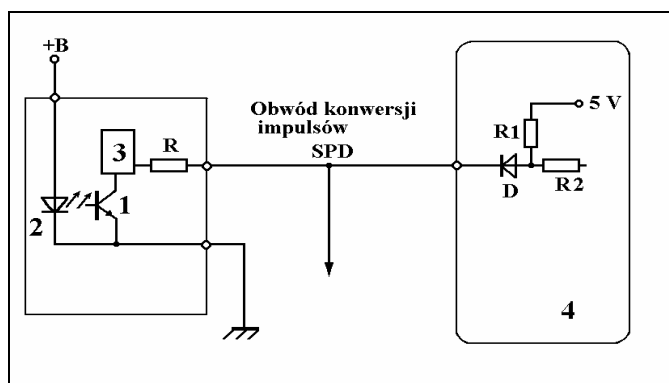 +B
3
R
1
2
Obwód konwersji
impulsów
SPD
5 V
R1
D
R2
4